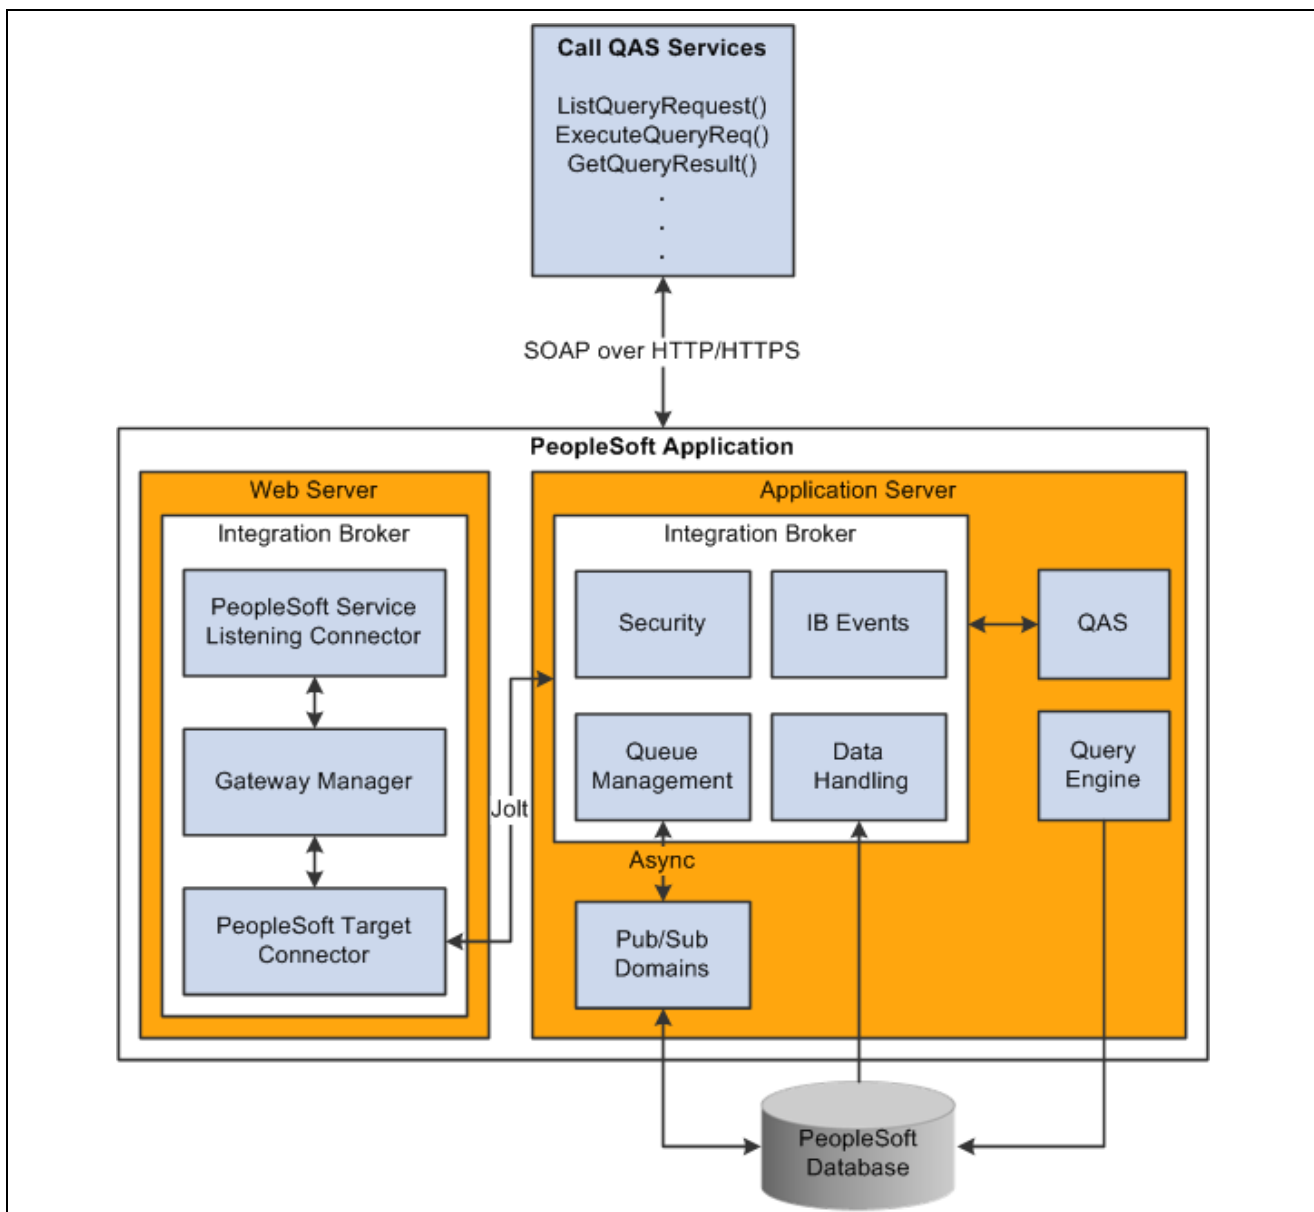 Call QAS Services
ListQueryRequest()
ExecuteQueryReq()
GetQueryResult()
.
.
.
SOAP over HTTP/HTTPS
PeopleSoft Application
Web Server
Integration Broker
PeopleSoft Service
Listening Connector
Gateway Manager
PeopleSoft Target
Connector
Jolt
Application Server
Integration Broker
Security
IB Events
QAS
Queue
Management
Data
Handling
Query
Engine
Async
Pub/Sub
Domains
PeopleSoft
Database